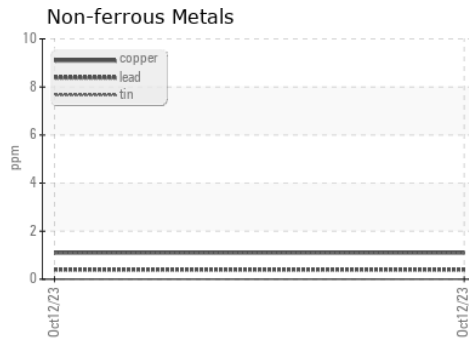 Non-ferrous Metals
10
copper
lead
tin
8
6
ppm
4
2
0
Oct12/23
Oct12/23